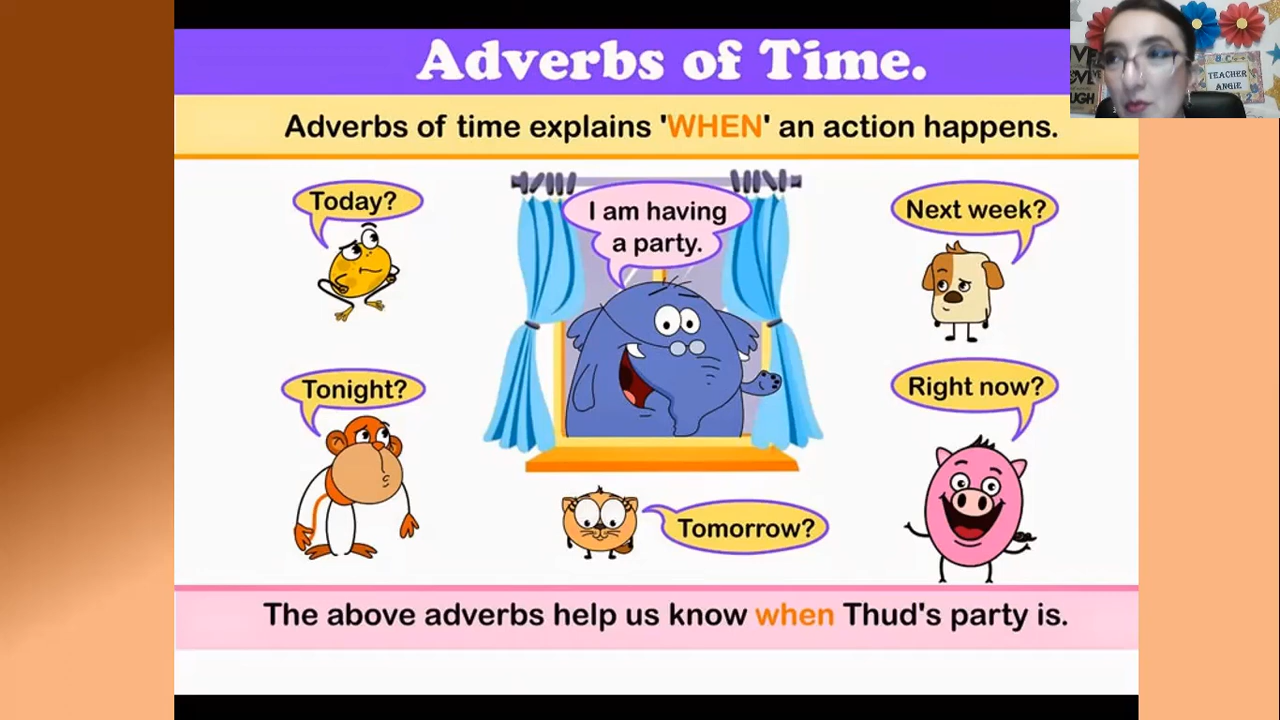 Adverbs of Time.
Adverbs of time explains 'WHEN' an action happens.
Today?
I am having
a party.
Next week?
Tonight?
Right now?
Tomorrow?
The above adverbs help us know when Thud's party is.
TEACHER
ANGIE